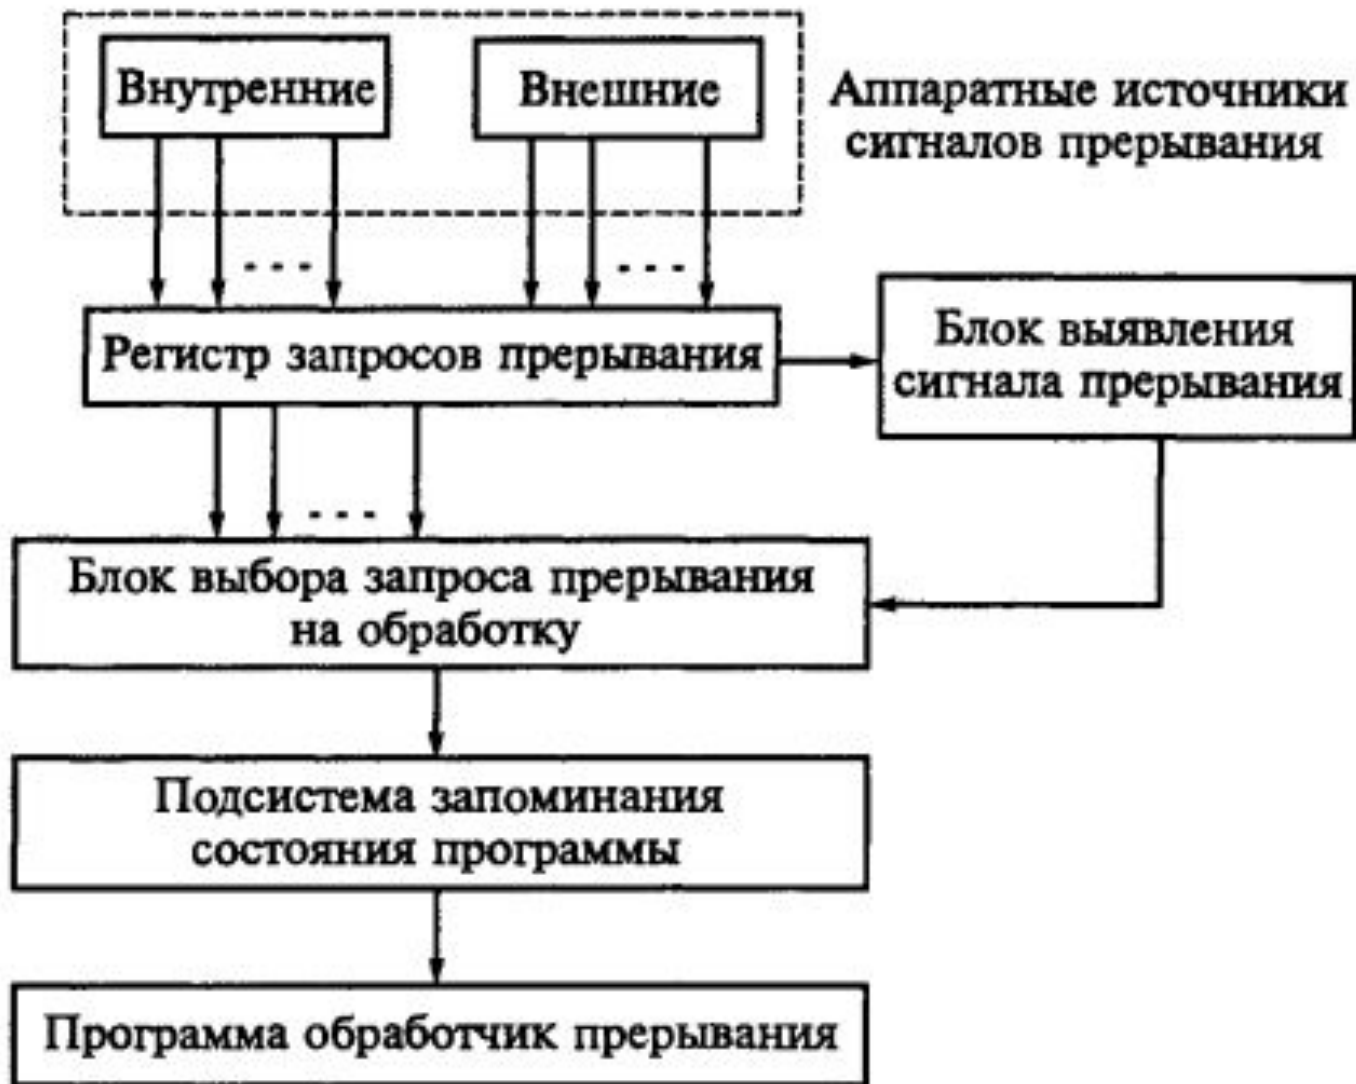 Внутренние
Внешние
Аппаратные источники
сигналов прерывания
Регистр запросов прерывания
Блок выявления
сигнала прерывания
Блок выбора запроса прерывания
на обработку
Подсистема запоминания
состояния программы
Программа обработчик прерывания